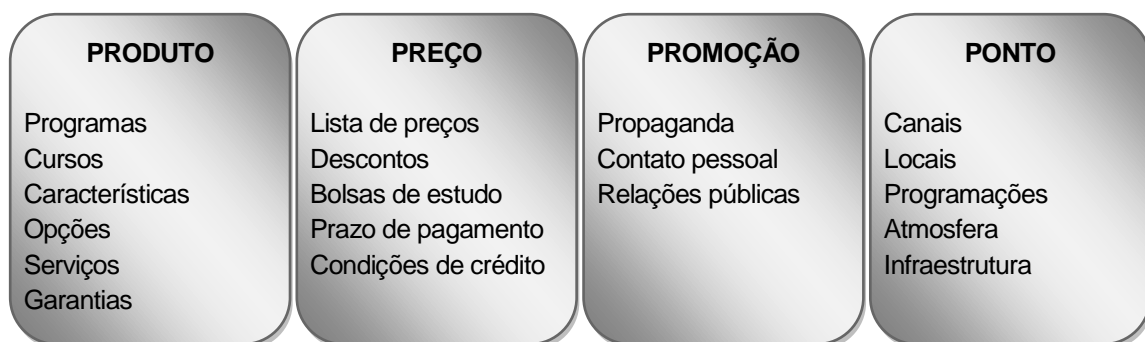 PRODUTO
Programas
Cursos
Características
Opções
Serviços
Garantias
PREÇO
Lista de preços
Descontos
Bolsas de estudo
Prazo de pagamento
Condições de crédito
PROMOÇÃO
Propaganda
Contato pessoal
Relações públicas
PONTO
Canais
Locais
Programações
Atmosfera
Infraestrutura